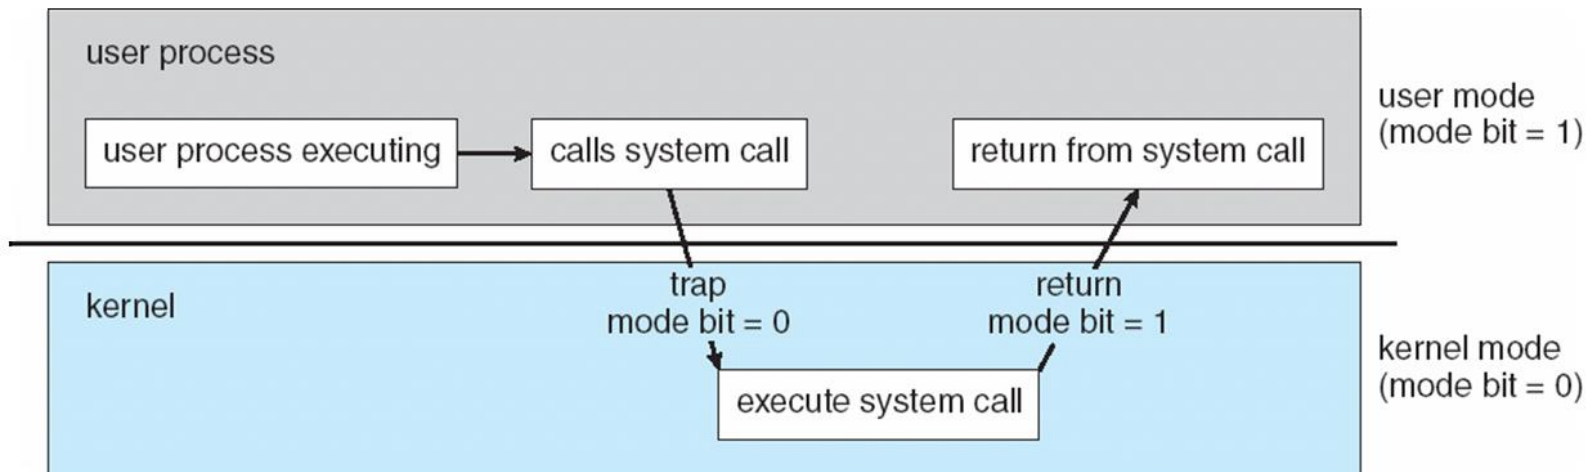 user process
user process executing
calls system call
return from system call
user mode
(mode bit = 1)
kernel
trap
mode bit = 0
return
mode bit = 1
execute system call
kernel mode
(mode bit = 0)